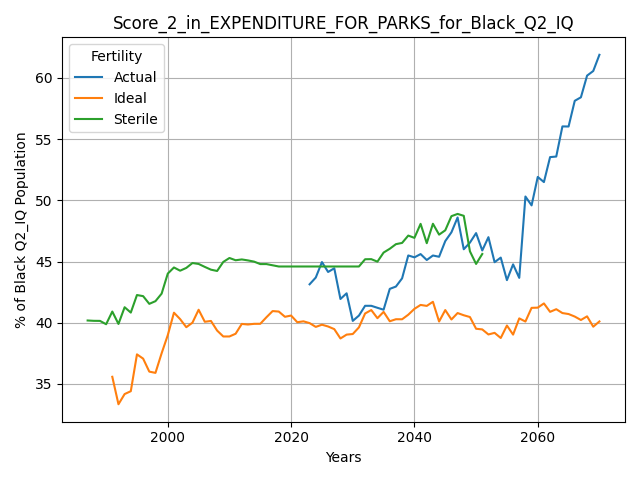 Score_2_in_EXPENDITURE_FOR_PARKS_for_Black_Q2_IQ
Fertility
Actual
Ideal
Sterile
% of Black Q2_IQ Population
60
55
50
45
40
35
2000
2020
2040
2060
Years